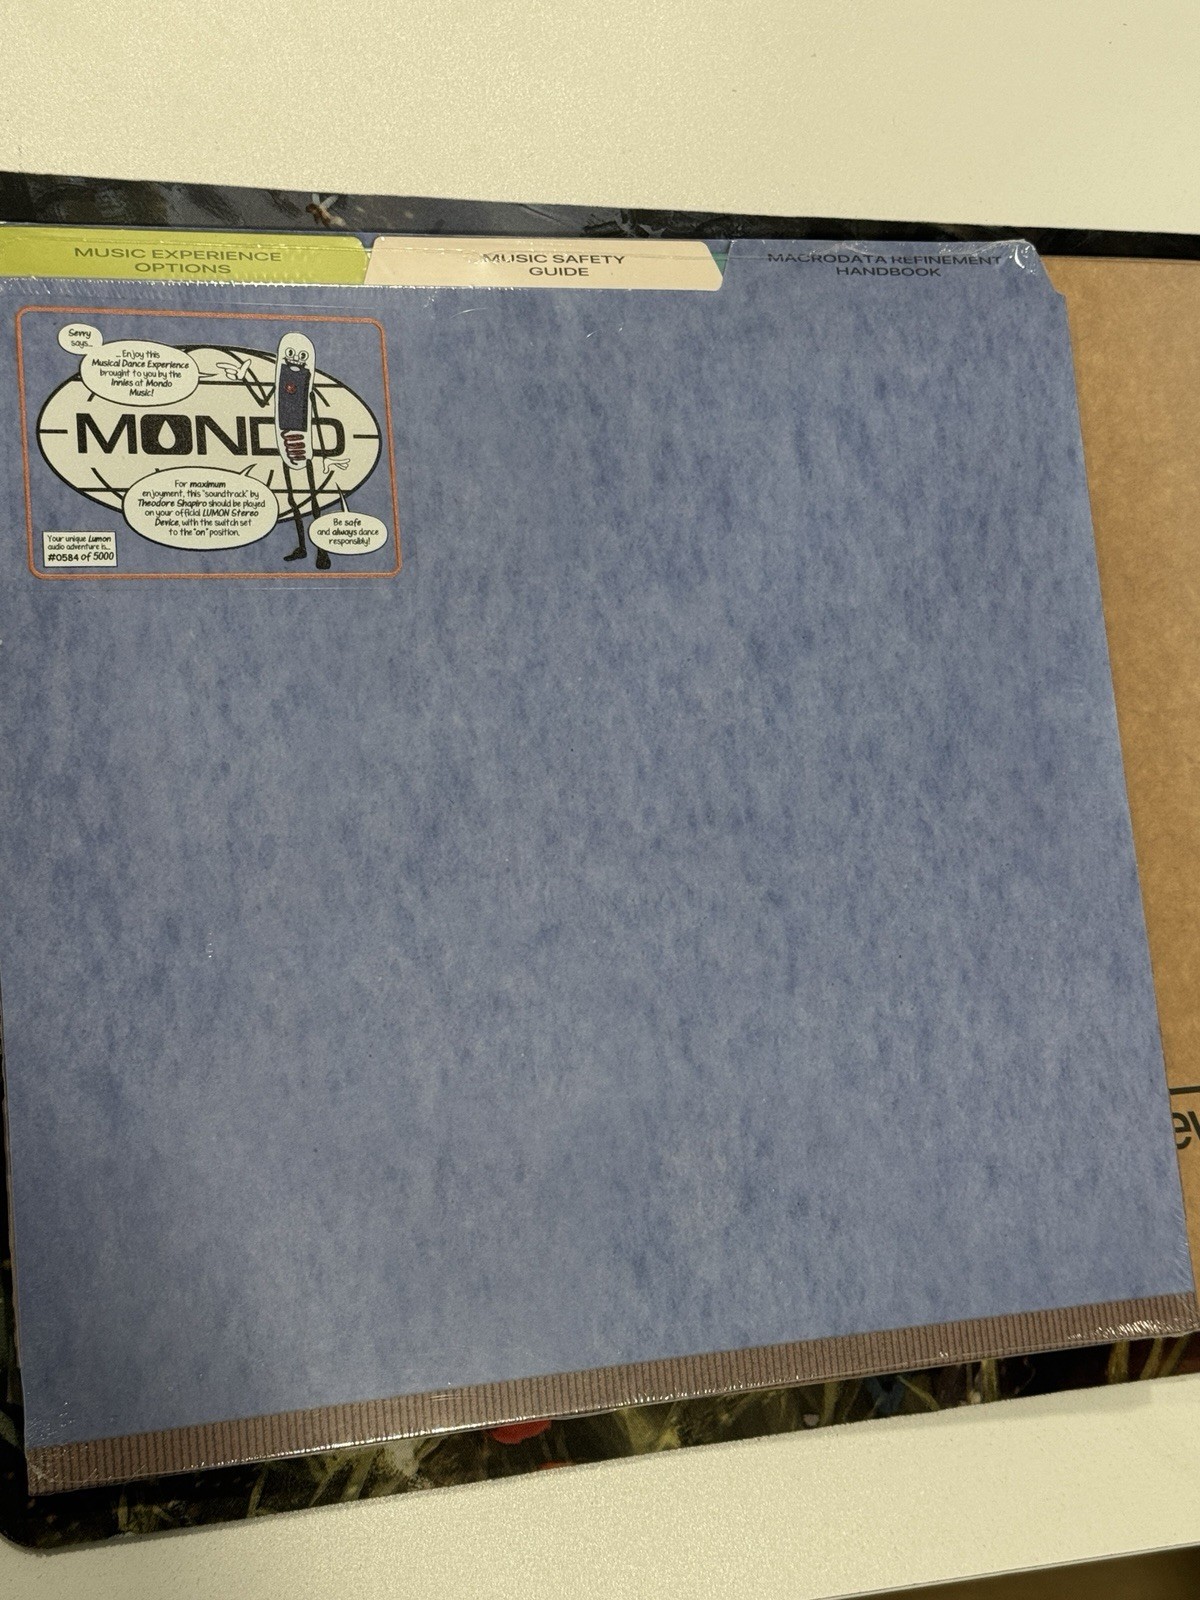 MUSIC EXPERIENCE
OPTIONS
MUSIC SAFETY
GUIDE
MACRODATA REFINEMENT
HANDBOOK
Sevvy
says...
...Enjoy this
Musical Dance Experience
brought to you by the
Innies at Mondo
Music!
MONDO
For maximum
enjoyment, this "soundtrack" by
Theodore Shapiro should be played
on your official LUMON Stereo
Device, with the switch set
to the "on" position.
Be safe
and always dance
responsibly!
Your unique Lumon
audio adventure is...
#0584 of 5000